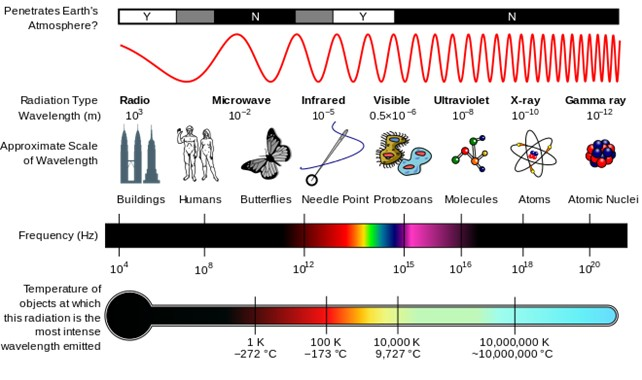 Penetrates Earth's
Atmosphere?
Y N Y N
Radiation Type
Radio Microwave Infrared Visible Ultraviolet X-ray Gamma ray
Wavelength (m)
10³ 10⁻² 10⁻⁵ 0.5×10⁻⁶ 10⁻⁸ 10⁻¹⁰ 10⁻¹²
Approximate Scale
of Wavelength
Buildings Humans Butterflies Needle Point Protozoans Molecules Atoms Atomic Nuclei
Frequency (Hz)
10⁴ 10⁸ 10¹² 10¹⁵ 10¹⁶ 10¹⁸ 10²⁰
Temperature of
objects at which
this radiation is the
most intense
wavelength emitted
1 K 100 K 10,000 K 10,000,000 K
−272 °C −173 °C 9,727 °C ~10,000,000 °C